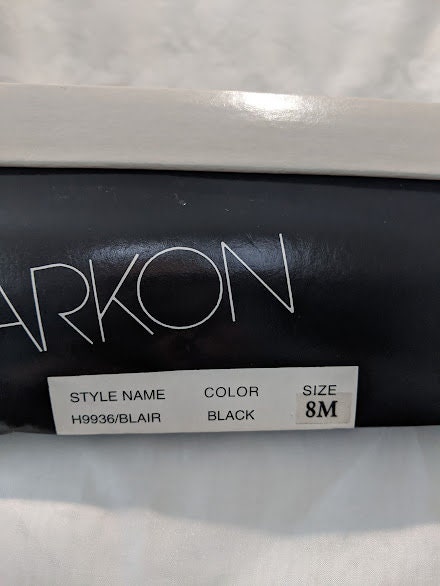 ARKON
STYLE NAME COLOR SIZE
H9936/BLAIR BLACK 8M